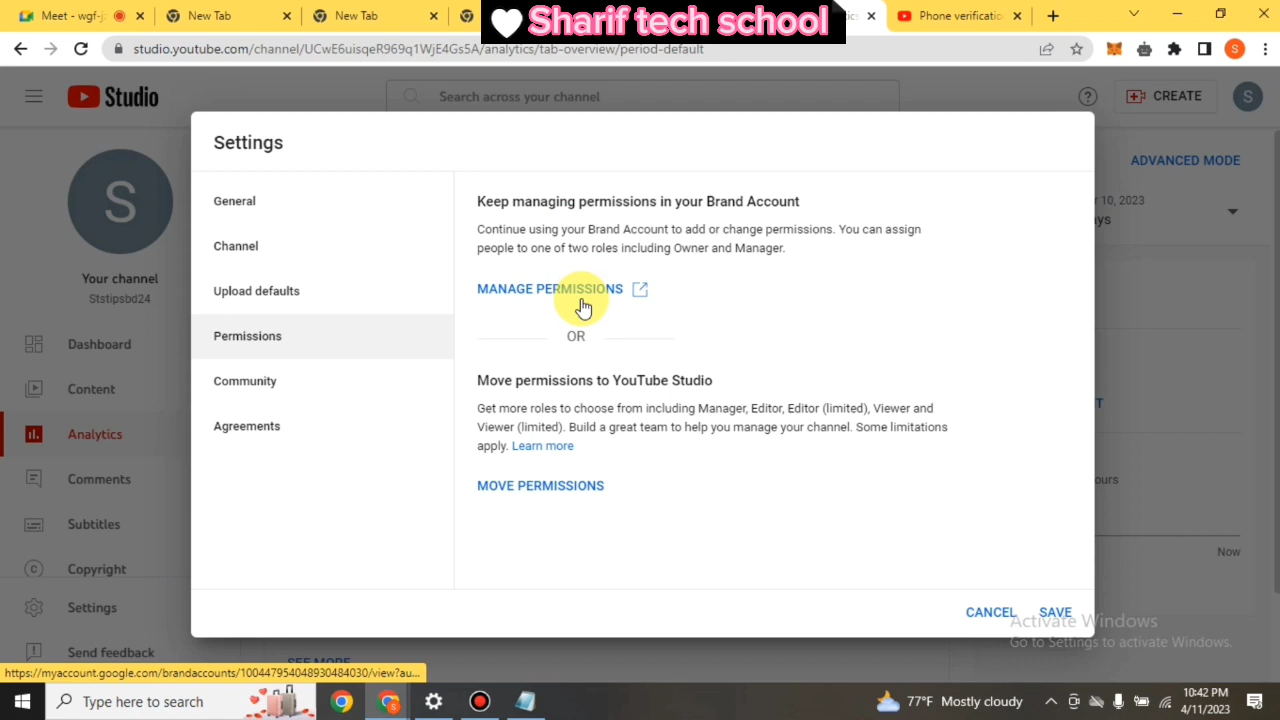 Meet - wgf-j
New Tab
New Tab
Sharif tech school
Phone verificatio
studio.youtube.com/channel/UCwE6uisqeR969q1WjE4Gs5A/analytics/tab-overview/period-default
S
Studio
Search across your channel
CREATE
S
Settings
ADVANCED MODE
S
General
Keep managing permissions in your Brand Account
10, 2023
Continue using your Brand Account to add or change permissions. You can assign
people to one of two roles including Owner and Manager.
Channel
Your channel
Ststipsbd24
Upload defaults
MANAGE PERMISSIONS
Permissions
OR
Dashboard
Community
Move permissions to YouTube Studio
Content
Get more roles to choose from including Manager, Editor, Editor (limited), Viewer and
Viewer (limited). Build a great team to help you manage your channel. Some limitations
apply. Learn more
Agreements
Analytics
Comments
MOVE PERMISSIONS
Subtitles
Copyright
Now
Settings
CANCEL
SAVE
Activate Windows
Go to Settings to activate Windows.
Send feedback
SEE MORE
https://myaccount.google.com/brandaccounts/100447954048930484030/view?au...
Type here to search
77°F Mostly cloudy
10:42 PM
4/11/2023